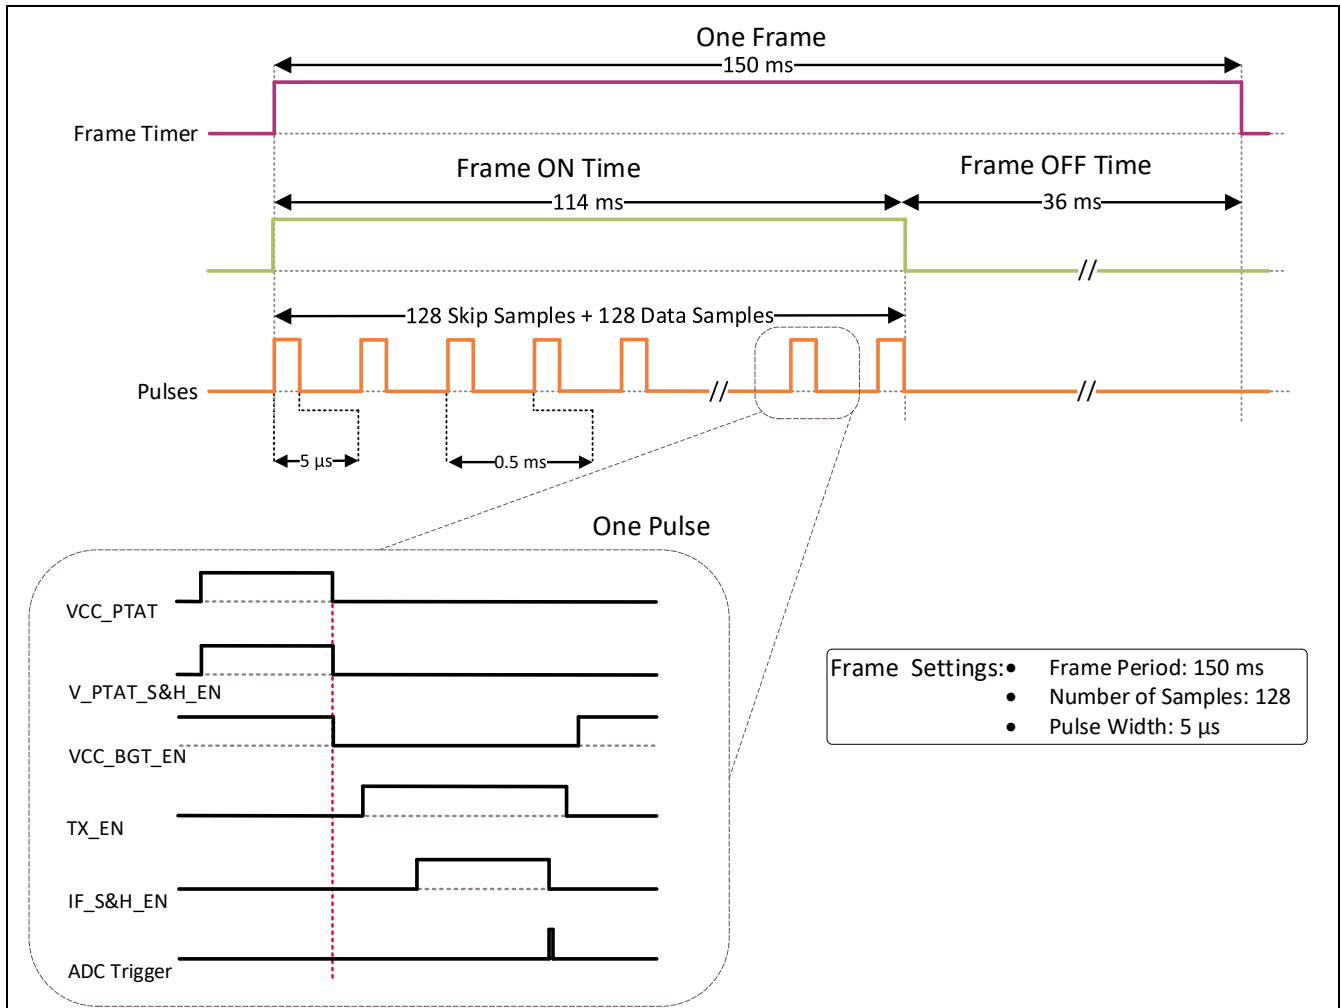 One Frame
150 ms
Frame Timer
Frame ON Time
Frame OFF Time
114 ms
36 ms
//
128 Skip Samples + 128 Data Samples
Pulses
//
//
5 µs
0.5 ms
One Pulse
VCC_PTAT
V_PTAT_S&H_EN
VCC_BGT_EN
TX_EN
IF_S&H_EN
ADC Trigger
Frame Settings:• Frame Period: 150 ms
• Number of Samples: 128
• Pulse Width: 5 µs